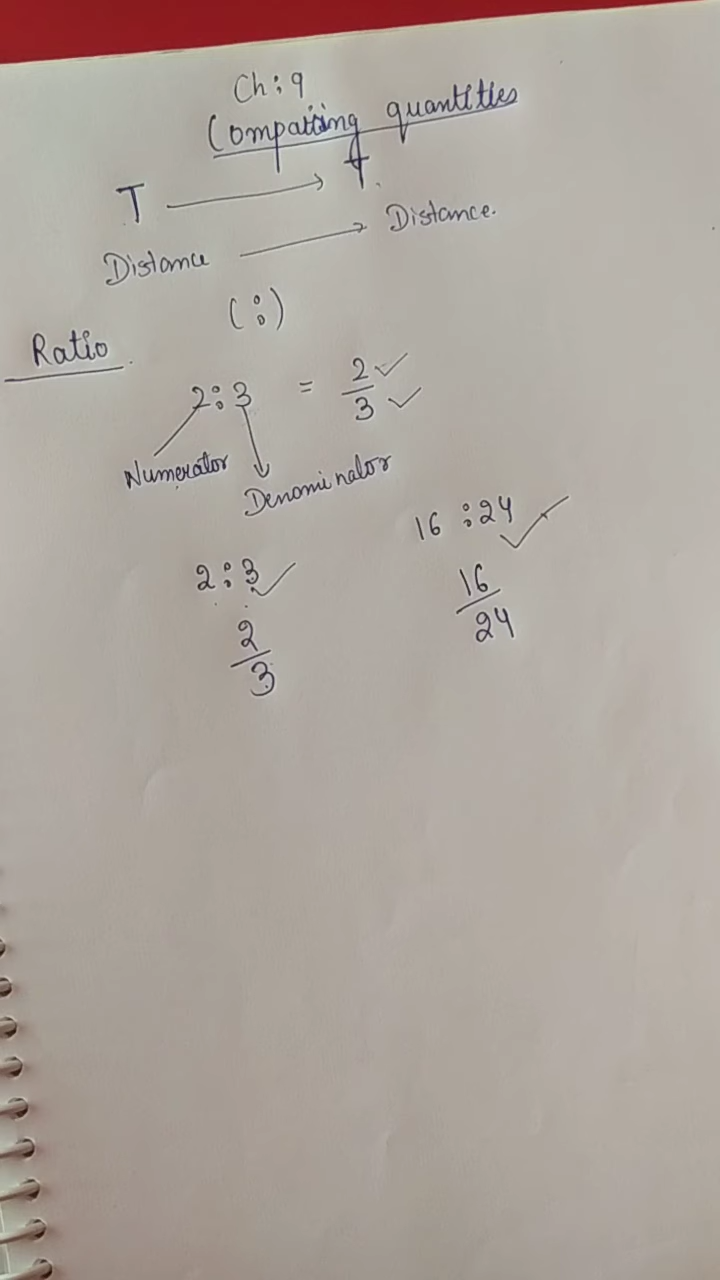 Ch:9
Comparing quantities
T → T.
Distance → Distance.
(:)
Ratio.
2:3 = 2/3
Numerator
Denominator
2:3
2/3
16:24
16/24